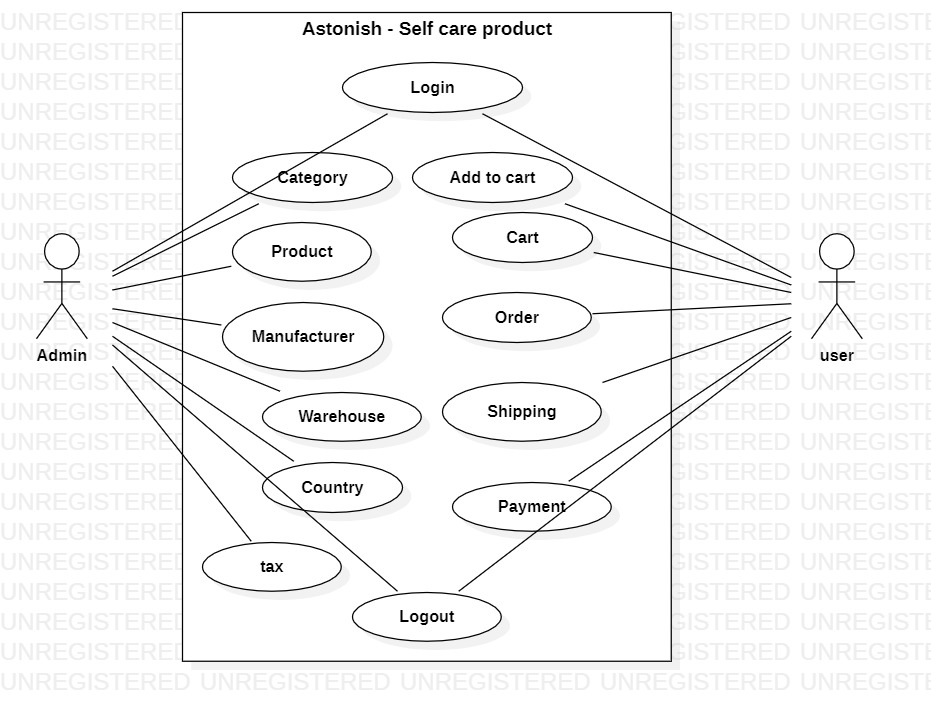 Astonish - Self care product
Login
Category
Add to cart
Product
Cart
Manufacturer
Order
Admin
user
Warehouse
Shipping
Country
Payment
tax
Logout
UNREGISTERED UNREGISTERED UNREGISTERED UNREGISTERED UNREGISTE